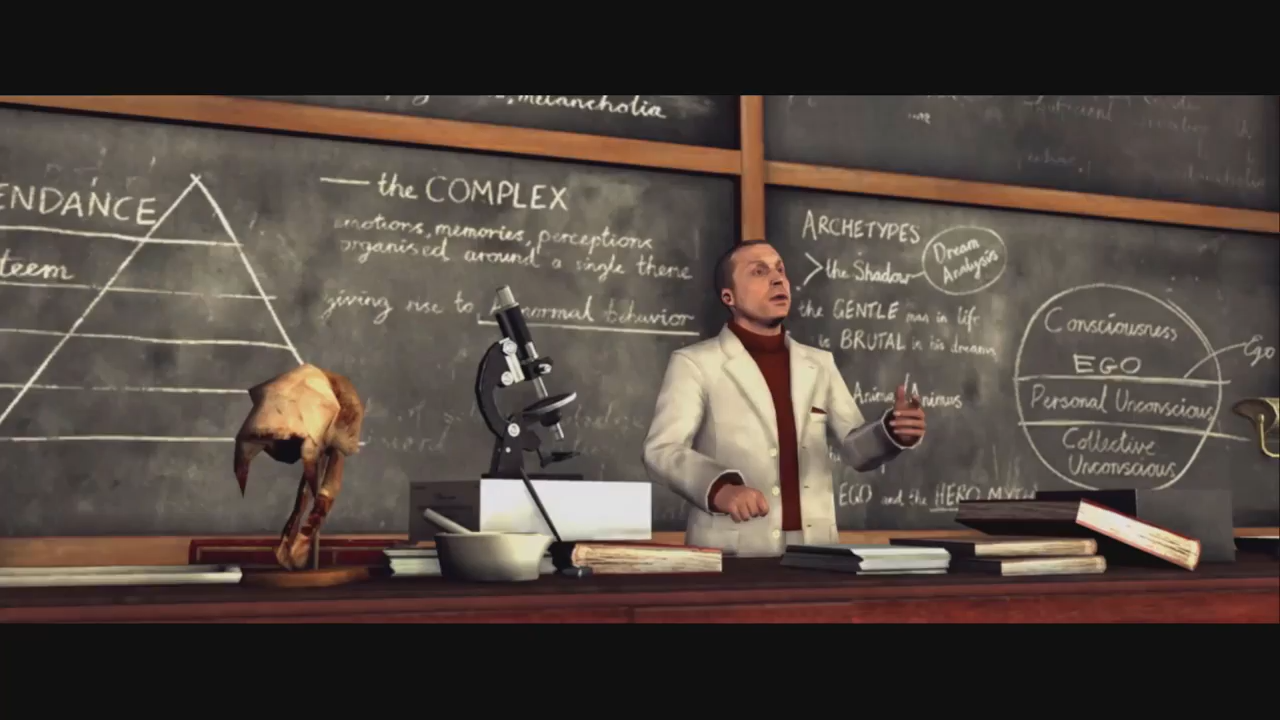 melancholia
ENDANCE
teem
the COMPLEX
emotions, memories, perceptions
organised around a single theme
giving rise to normal behavior
ARCHETYPES
the Shadow
Dream
Analysis
the GENTLE man in life
is BRUTAL in his dreams
Anima/Animus
EGO and the HERO MYTH
Consciousness
EGO
Ego
Personal Unconscious
Collective
Unconscious